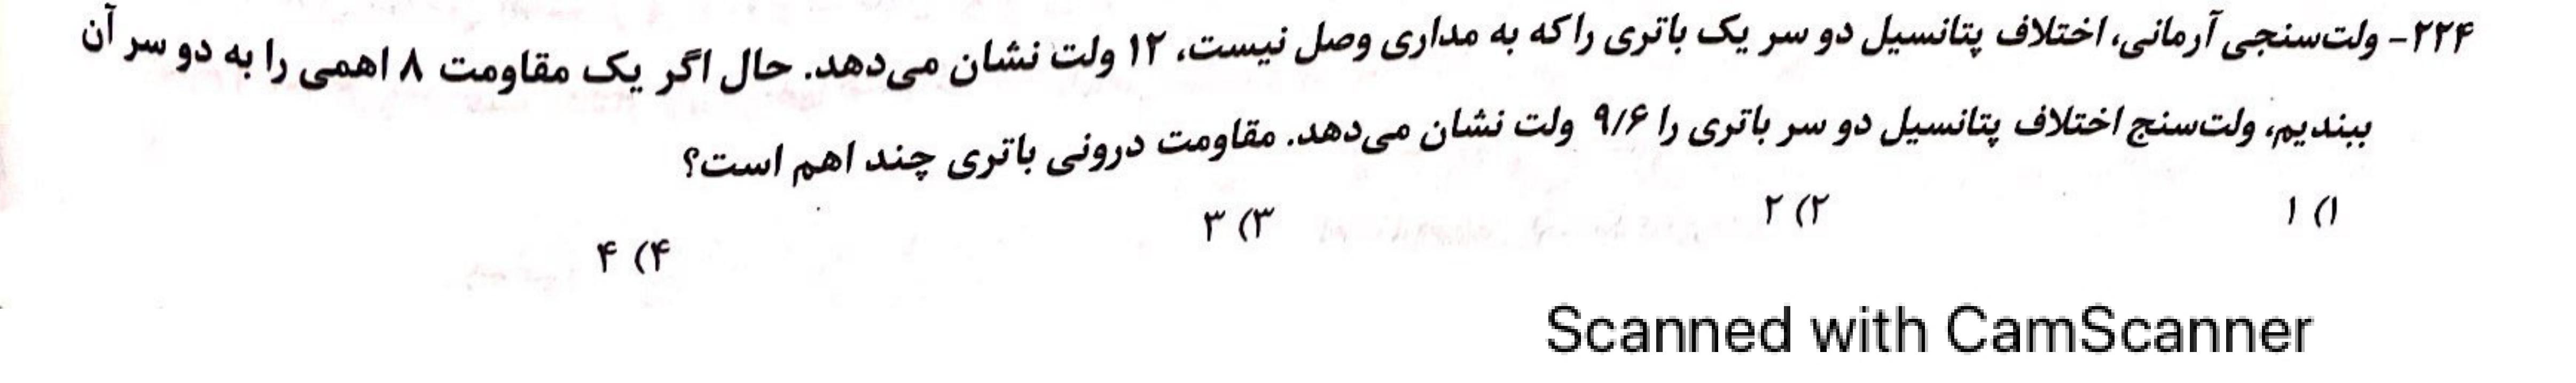 ۲۲۴- ولت‌سنجی آرمانی، اختلاف پتانسیل دو سر یک باتری را که به مداری وصل نیست، ۱۲ ولت نشان می‌دهد. حال اگر یک مقاومت ۸ اهمی را به دو سر آن
ببندیم، ولت‌سنج اختلاف پتانسیل دو سر باتری را ۹/۶ ولت نشان می‌دهد. مقاومت درونی باتری چند اهم است؟
۱) ۱ ۲) ۲ ۳) ۳ ۴) ۴
Scanned with CamScanner